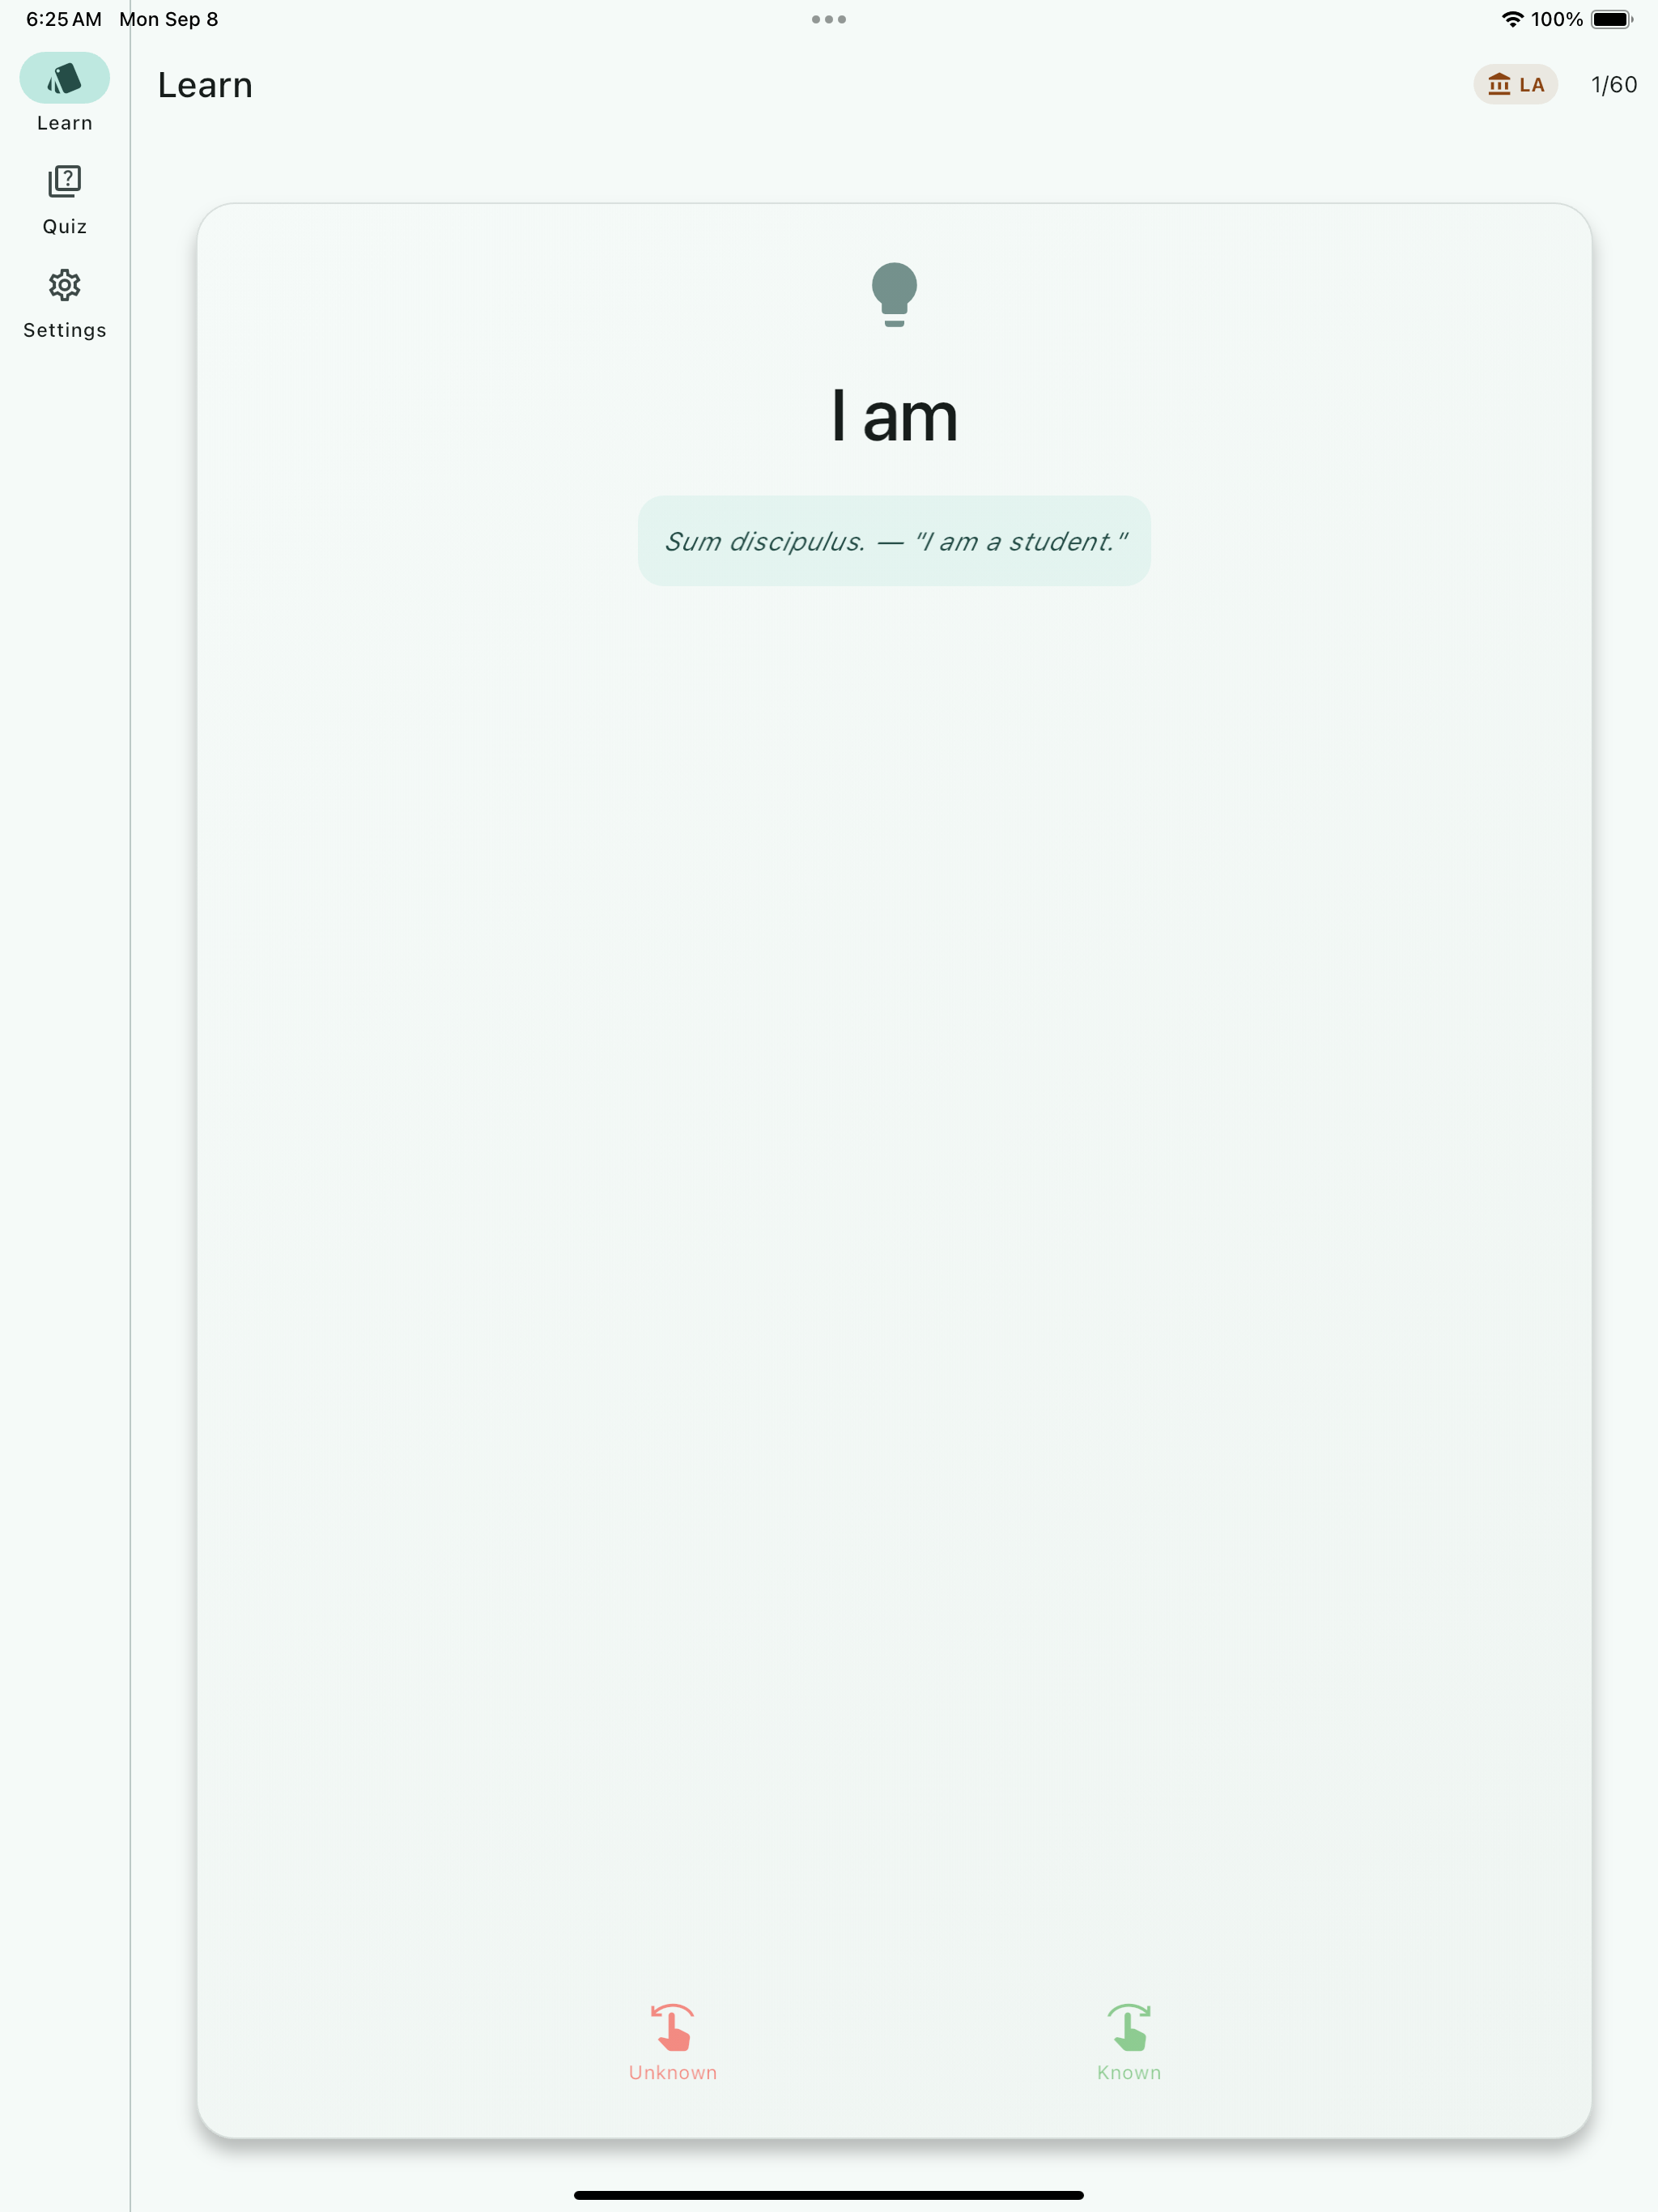 6:25 AM Mon Sep 8
100%
Learn
LA
1/60
Learn
Quiz
Settings
I am
Sum discipulus. — "I am a student."
Unknown
Known